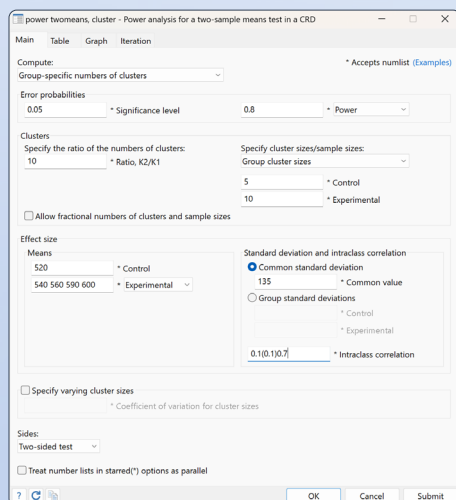 power twomeans, cluster - Power analysis for a two-sample means test in a CRD
Main Table Graph Iteration
Compute: * Accepts numlist (Examples)
Group-specific numbers of clusters
Error probabilities
0.05 * Significance level 0.8 * Power
Clusters
Specify the ratio of the numbers of clusters: Specify cluster sizes/sample sizes:
10 * Ratio, K2/K1 Group cluster sizes
5 * Control
10 * Experimental
Allow fractional numbers of clusters and sample sizes
Effect size
Means Standard deviation and intraclass correlation
520 * Control Common standard deviation
540 560 590 600 * Experimental 135 * Common value
Group standard deviations
* Control
* Experimental
0.1(0.1)0.7 * Intraclass correlation
Specify varying cluster sizes
* Coefficient of variation for cluster sizes
Sides:
Two-sided test
Treat number lists in starred(*) options as parallel
? OK Cancel Submit